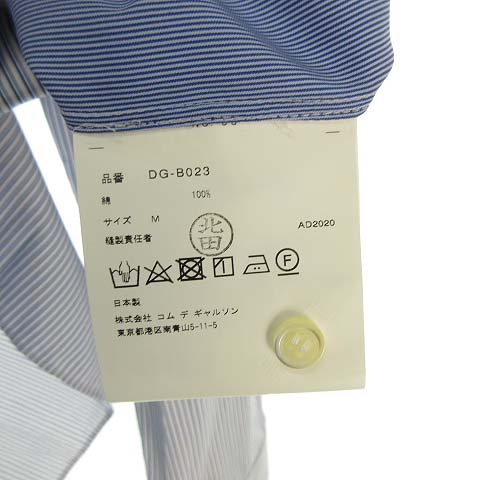 品番 DG-B023
綿 100%
サイズ M
縫製責任者 北田 AD2020
日本製
株式会社 コム デ ギャルソン
東京都港区南青山5-11-5